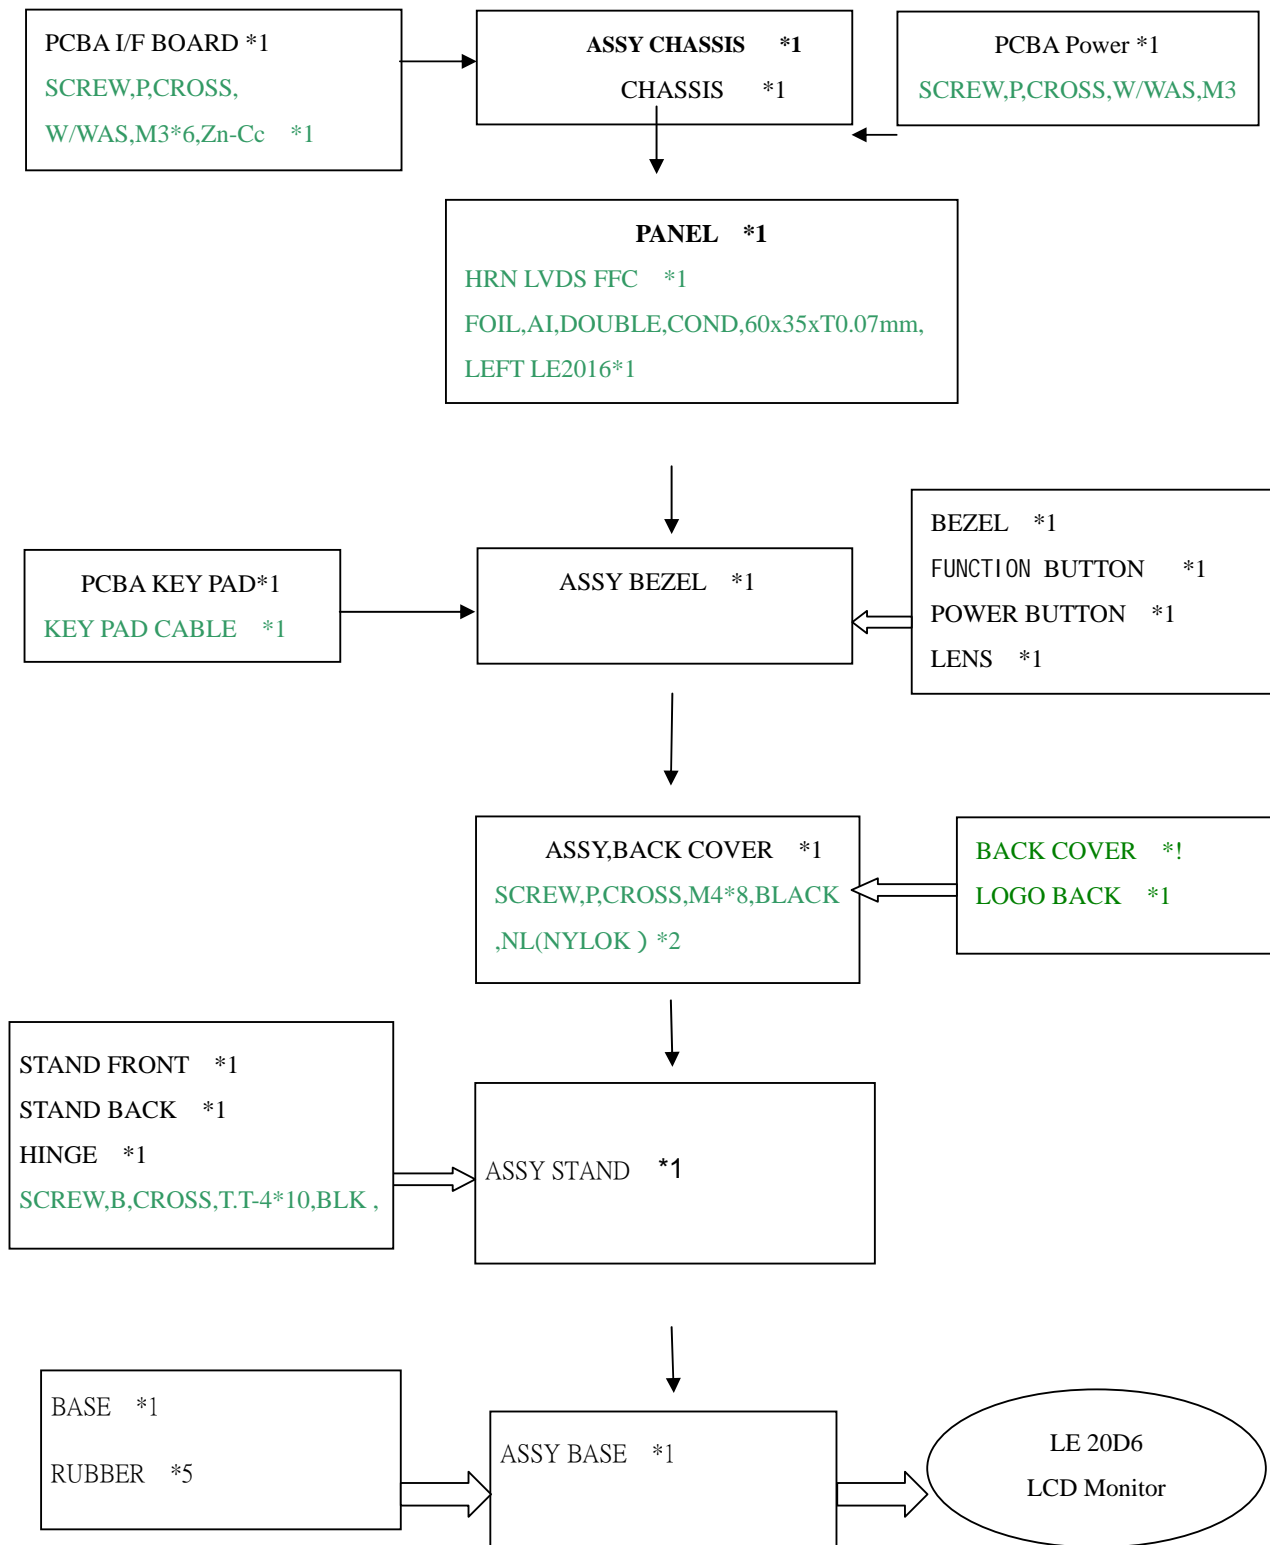 PCBA I/F BOARD *1
SCREW,P,CROSS,
W/WAS,M3*6,Zn-Cc *1
ASSY CHASSIS *1
CHASSIS *1
PCBA Power *1
SCREW,P,CROSS,W/WAS,M3
PANEL *1
HRN LVDS FFC *1
FOIL,AI,DOUBLE,COND,60x35xT0.07mm,
LEFT LE2016*1
PCBA KEY PAD*1
KEY PAD CABLE *1
ASSY BEZEL *1
BEZEL *1
FUNCTION BUTTON *1
POWER BUTTON *1
LENS *1
ASSY,BACK COVER *1
SCREW,P,CROSS,M4*8,BLACK
,NL(NYLOK ) *2
BACK COVER *!
LOGO BACK *1
STAND FRONT *1
STAND BACK *1
HINGE *1
SCREW,B,CROSS,T.T-4*10,BLK ,
ASSY STAND *1
BASE *1
RUBBER *5
ASSY BASE *1
LE 20D6
LCD Monitor